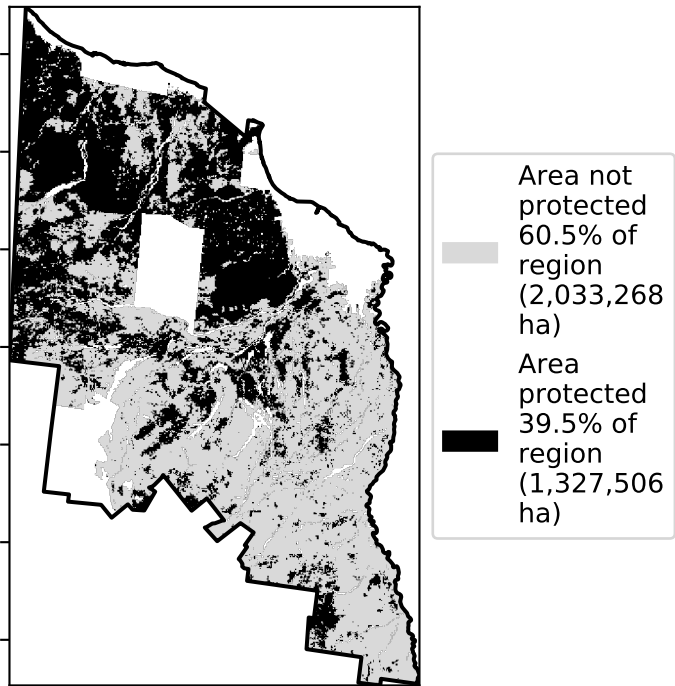 Area not
protected
60.5% of
region
(2,033,268
ha)
Area
protected
39.5% of
region
(1,327,506
ha)